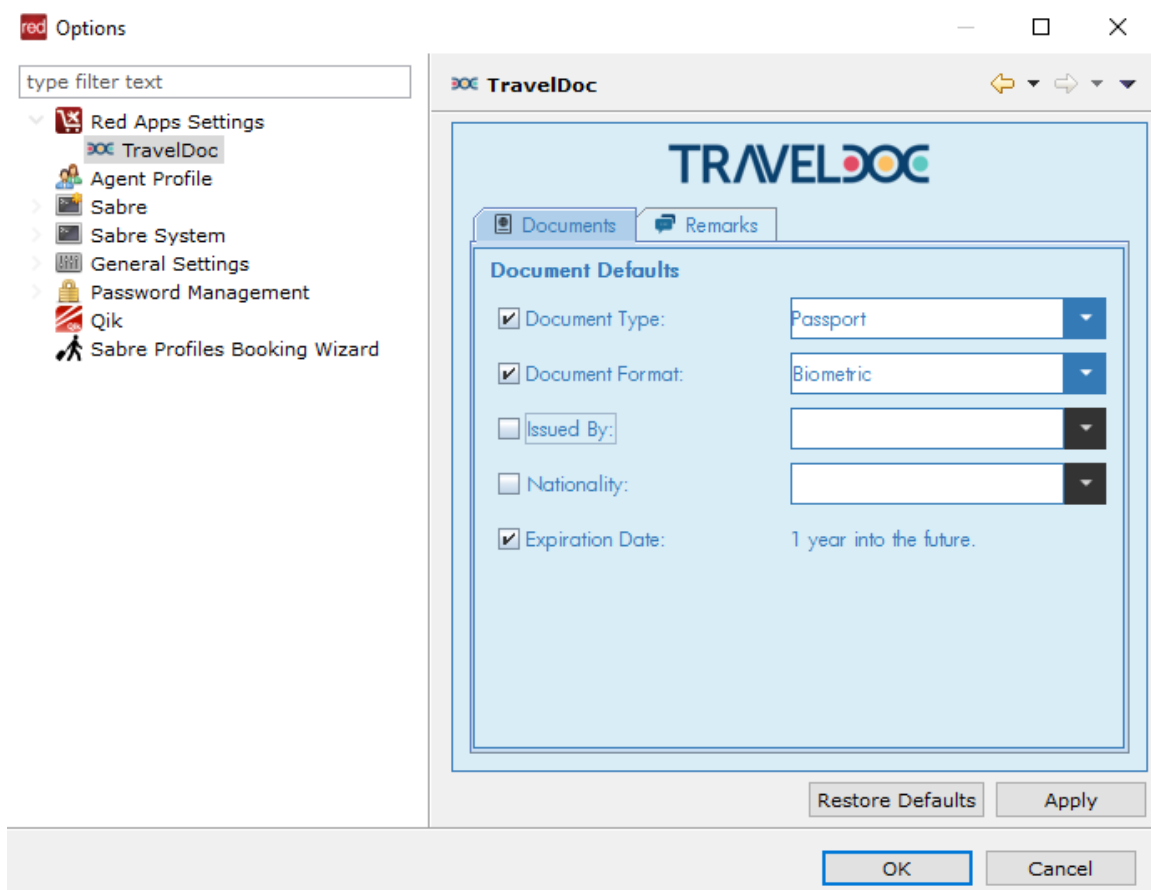 red Options
type filter text
Red Apps Settings
TravelDoc
Agent Profile
Sabre
Sabre System
General Settings
Password Management
Qik
Sabre Profiles Booking Wizard
TravelDoc
TRAVELDOC
Documents Remarks
Document Defaults
Document Type: Passport
Document Format: Biometric
Issued By:
Nationality:
Expiration Date: 1 year into the future.
Restore Defaults Apply
OK Cancel